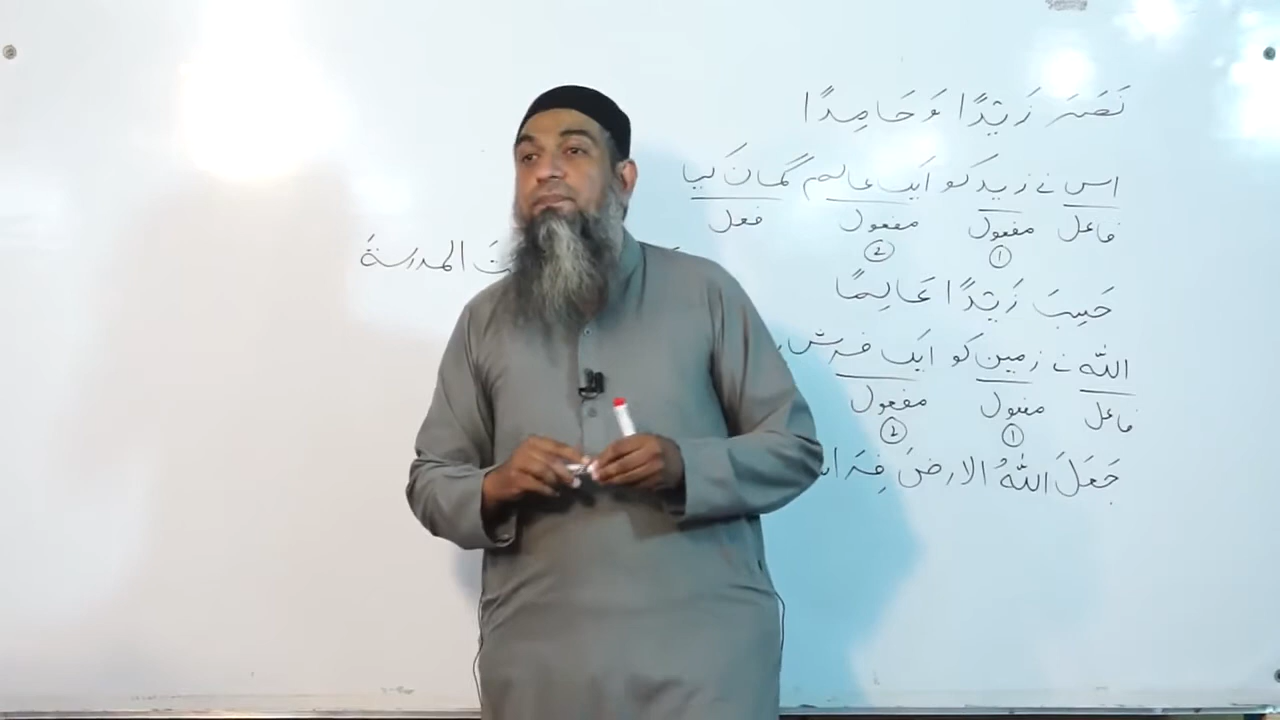 نَصَرَ زَيْدًا وَ حَامِدًا
اس نے زید کو ایک عالم گمان کیا
فاعل مفعول مفعول فعل
① ②
المدرسةَ
حَسِبَ زَيْدًا عَالِمًا
اللہ نے زمین کو ایک فرش
فاعل مفعول مفعول
① ②
جَعَلَ اللّٰهُ الارضَ